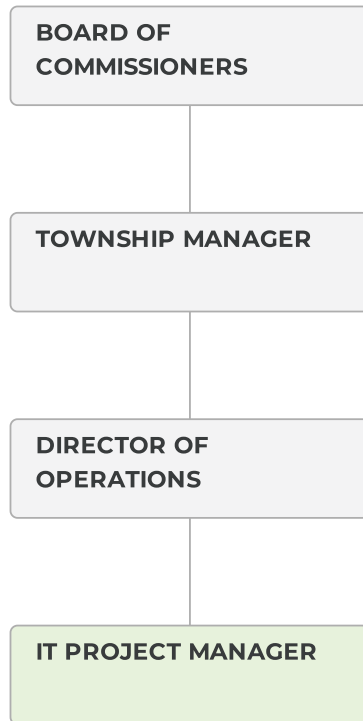 BOARD OF
COMMISSIONERS
TOWNSHIP MANAGER
DIRECTOR OF
OPERATIONS
IT PROJECT MANAGER